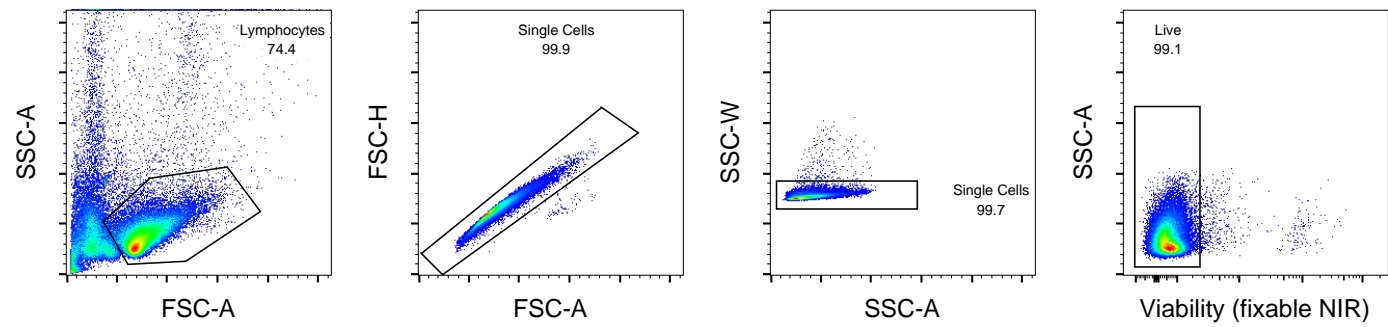 Lymphocytes
74.4
SSC-A
FSC-A
Single Cells
99.9
FSC-H
FSC-A
Single Cells
99.7
SSC-W
SSC-A
Live
99.1
SSC-A
Viability (fixable NIR)